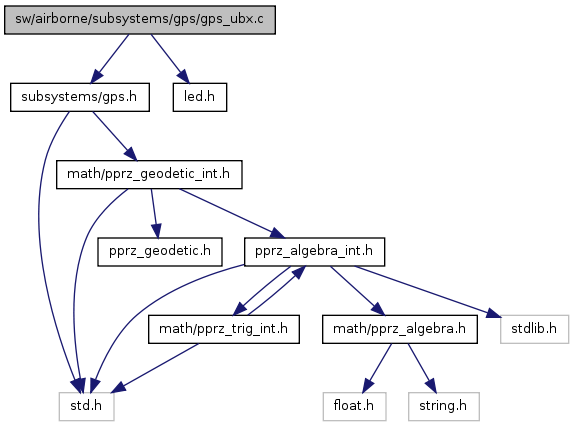 sw/airborne/subsystems/gps/gps_ubx.c
subsystems/gps.h
led.h
math/pprz_geodetic_int.h
pprz_geodetic.h
pprz_algebra_int.h
math/pprz_trig_int.h
math/pprz_algebra.h
stdlib.h
std.h
float.h
string.h